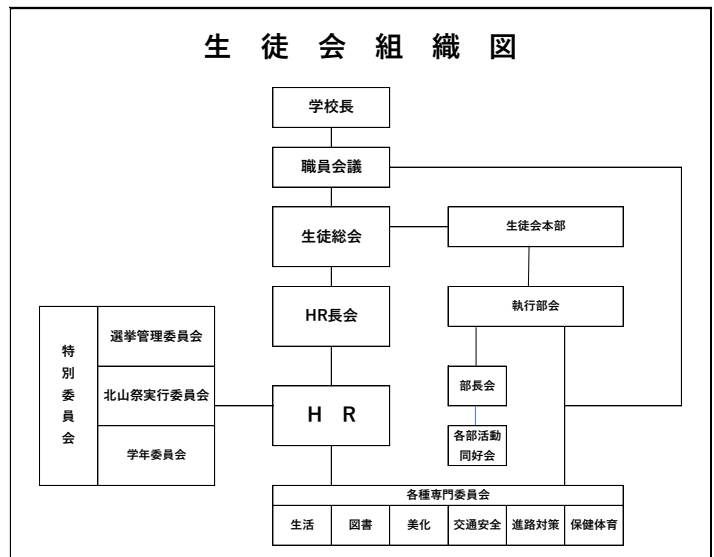 生徒会組織図
学校長
職員会議
生徒総会
生徒会本部
HR長会
執行部会
特別委員会
選挙管理委員会
北山祭実行委員会
学年委員会
HR
部長会
各部活動
同好会
各種専門委員会
生活
図書
美化
交通安全
進路対策
保健体育